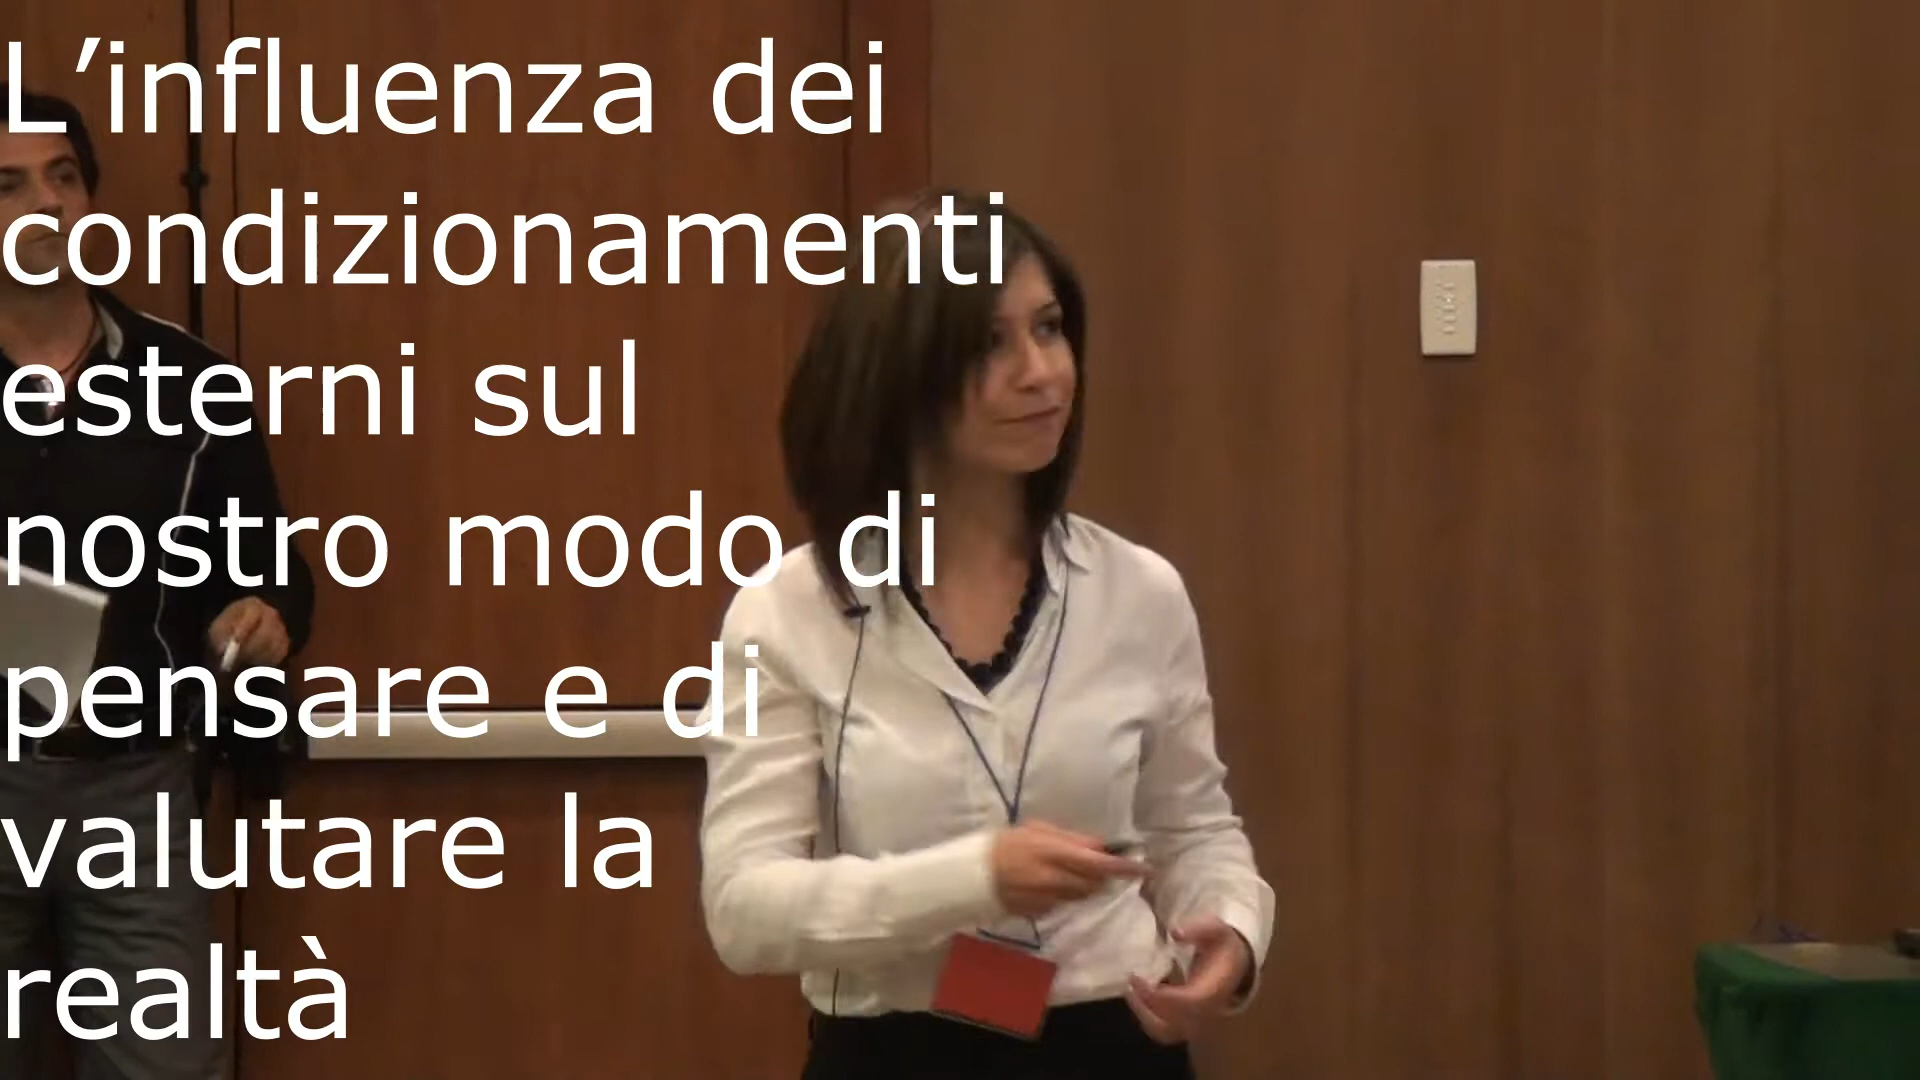 L’influenza dei
condizionamenti
esterni sul
nostro modo di
pensare e di
valutare la
realtà